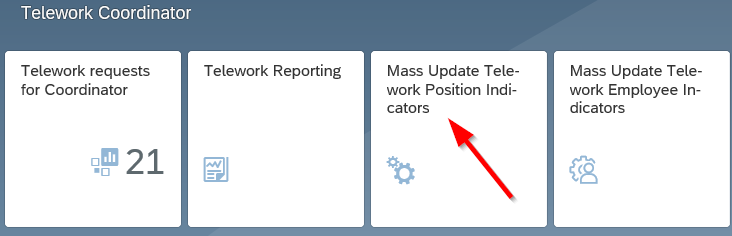 Telework Coordinator
Telework requests
for Coordinator
21
Telework Reporting
Mass Update Tele-
work Position Indi-
cators
Mass Update Tele-
work Employee In-
dicators